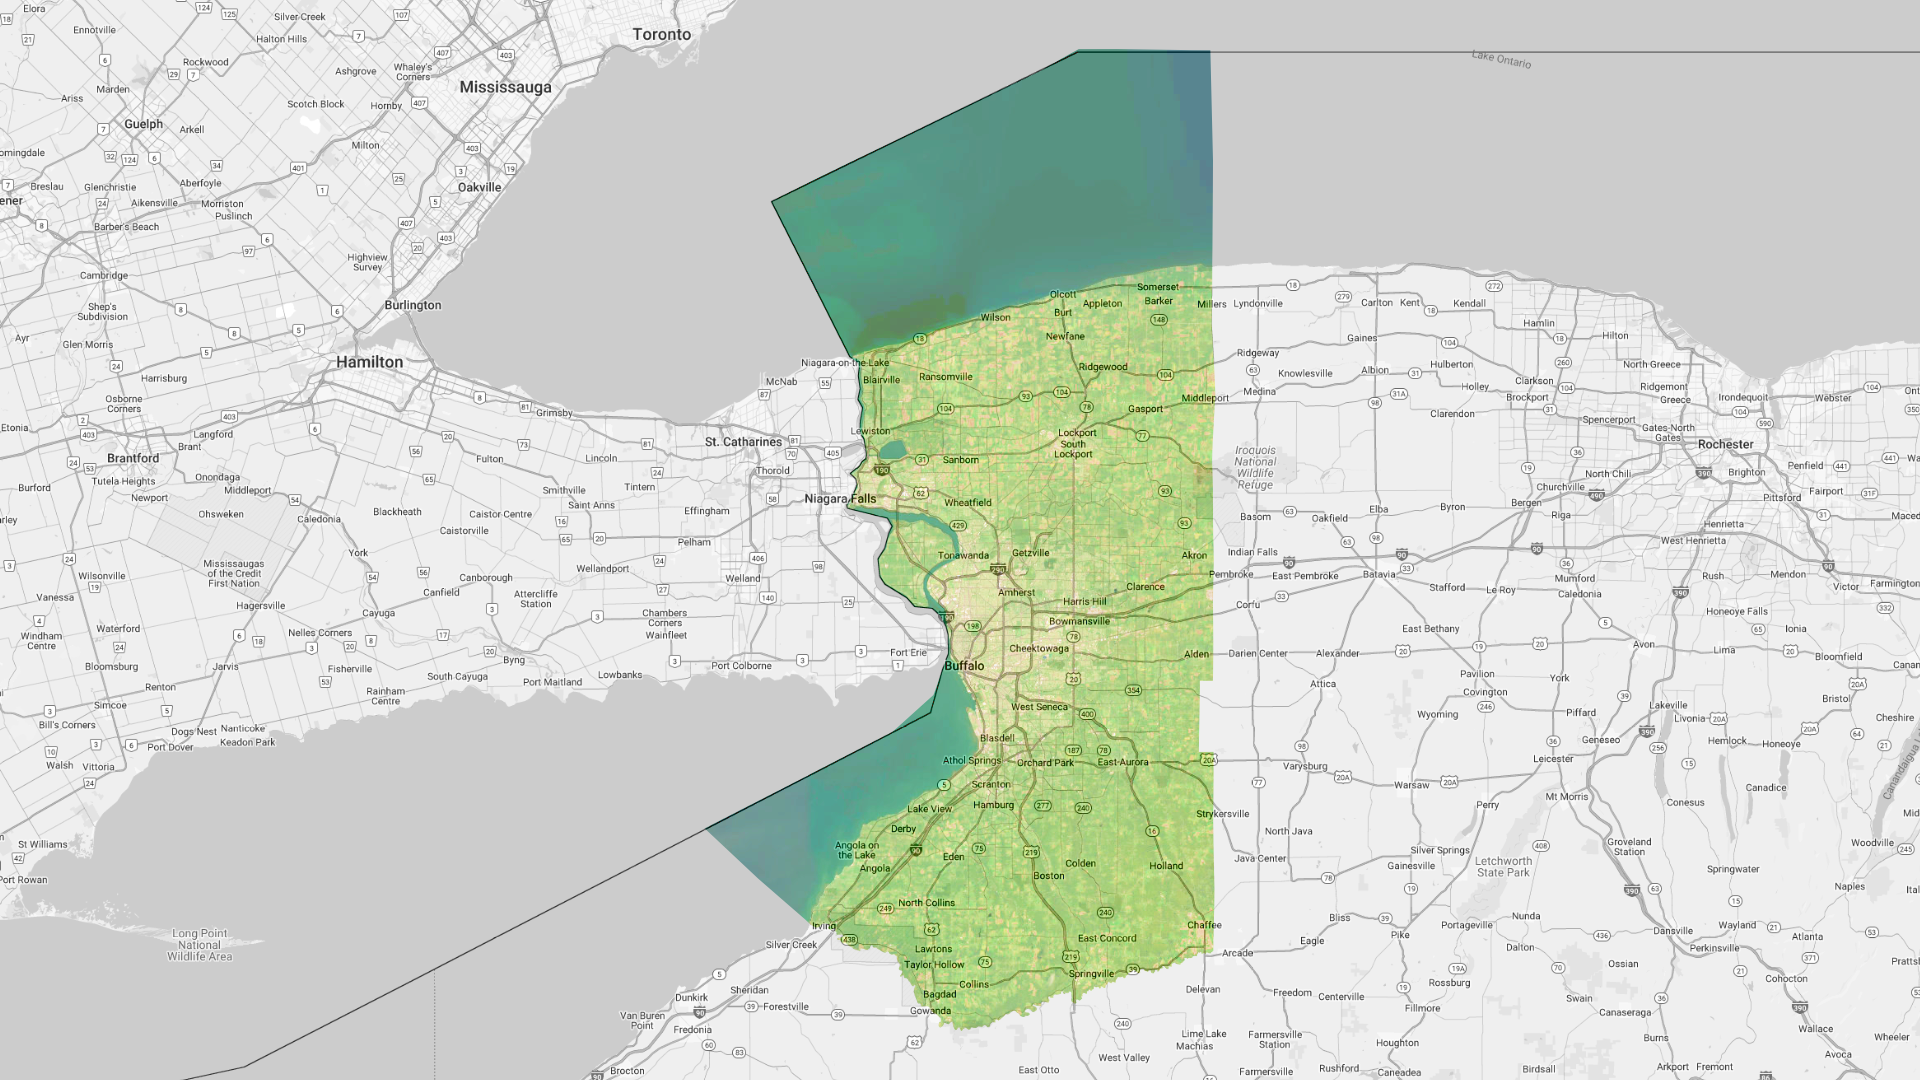 Elora
Ennotville
Silver Creek
Halton Hills
Toronto
Rockwood
Ashgrove
Whaley's
Corners
Mississauga
Lake Ontario
Marden
Ariss
Scotch Block
Hornby
Guelph
Arkell
Milton
omingdale
Breslau
Glenchristie
Aberfoyle
Oakville
ener
Aikensville
Morriston
Puslinch
Barber's Beach
Highview
Survey
Cambridge
Burlington
Shep's
Subdivision
Ayr
Glen Morris
Hamilton
Harrisburg
Osborne
Corners
Grimsby
Etonia
Langford
Brantford
Tutela Heights
Onondaga
Middleport
Newport
Burford
Ohsweken
Caledonia
Blackheath
Caistor Centre
Caistorville
Fulton
Lincoln
Smithville
Saint Anns
Tintern
Effingham
Pelham
McNab
St. Catharines
Thorold
Niagara-on-the-Lake
Niagara Falls
York
Wellandport
Welland
Wilsonville
Mississaugas
of the Credit
First Nation
Canborough
Canfield
Attercliffe
Station
Vanessa
Hagersville
Cayuga
Chambers
Corners
Wainfleet
Windham
Centre
Waterford
Nelles Corners
Bloomsburg
Jarvis
Fisherville
Byng
South Cayuga
Port Maitland
Lowbanks
Port Colborne
Fort Erie
Renton
Rainham
Centre
Simcoe
Bill's Corners
Dogs Nest
Nanticoke
Keadon Park
Port Dover
Walsh
Vittoria
St Williams
Port Rowan
Long Point
National
Wildlife Area
Olcott
Somerset
Appleton
Barker
Millers
Lyndonville
Wilson
Burt
Newfane
Blairville
Ransomville
Ridgewood
Gasport
Middleport
Lewiston
Lockport
South
Lockport
Sanborn
Wheatfield
Tonawanda
Getzville
Akron
Amherst
Clarence
Harris Hill
Bowmansville
Cheektowaga
Alden
Buffalo
West Seneca
Blasdell
Athol Springs
Orchard Park
East Aurora
Scranton
Lake View
Hamburg
Derby
Angola on
the Lake
Angola
Eden
Colden
Holland
Boston
North Collins
Irving
East Concord
Chaffee
Lawtons
Taylor Hollow
Collins
Springville
Bagdad
Gowanda
Silver Creek
Dunkirk
Sheridan
Forestville
Van Buren
Point
Fredonia
Brocton
West Valley
East Otto
Carlton
Kent
Kendall
Gaines
Hamlin
Hilton
Ridgeway
Knowlesville
Albion
Hulberton
Holley
Medina
North Greece
Clarkson
Brockport
Ridgemont
Greece
Irondequoit
Webster
Ont
Clarendon
Spencerport
Gates-North
Gates
Rochester
Iroquois
National
Wildlife
Refuge
North Chili
Brighton
Penfield
Wa
Churchville
Pittsford
Fairport
Basom
Oakfield
Elba
Byron
Bergen
Riga
Henrietta
West Henrietta
Maced
Indian Falls
Pembroke
East Pembroke
Batavia
Stafford
Le Roy
Mumford
Caledonia
Rush
Mendon
Victor
Farmington
Corfu
Honeoye Falls
Ionia
East Bethany
Avon
Lima
Bloomfield
Canan
Darien Center
Alexander
Attica
Pavilion
York
Covington
Lakeville
Bristol
Wyoming
Piffard
Livonia
Cheshire
Geneseo
Hemlock
Honeoye
Canandaigua La
Varysburg
Leicester
Warsaw
Mt Morris
Conesus
Canadice
Strykersville
Perry
Mid
North Java
Silver Springs
Gainesville
Letchworth
State Park
Groveland
Station
Woodville
Java Center
Springwater
Naples
Ital
Bliss
Pike
Portageville
Nunda
Dansville
Wayland
Atlanta
Eagle
Dalton
Perkinsville
Arcade
Ossian
Cohocton
Prattsb
Delevan
Freedom
Centerville
Rossburg
Fillmore
Swain
Canaseraga
Wallace
Lime Lake
Machias
Farmersville
Station
Houghton
Burns
Wheeler
Avoca
Farmersville
Rushford
Caneadea
Birdsall
Arkport
Fremont